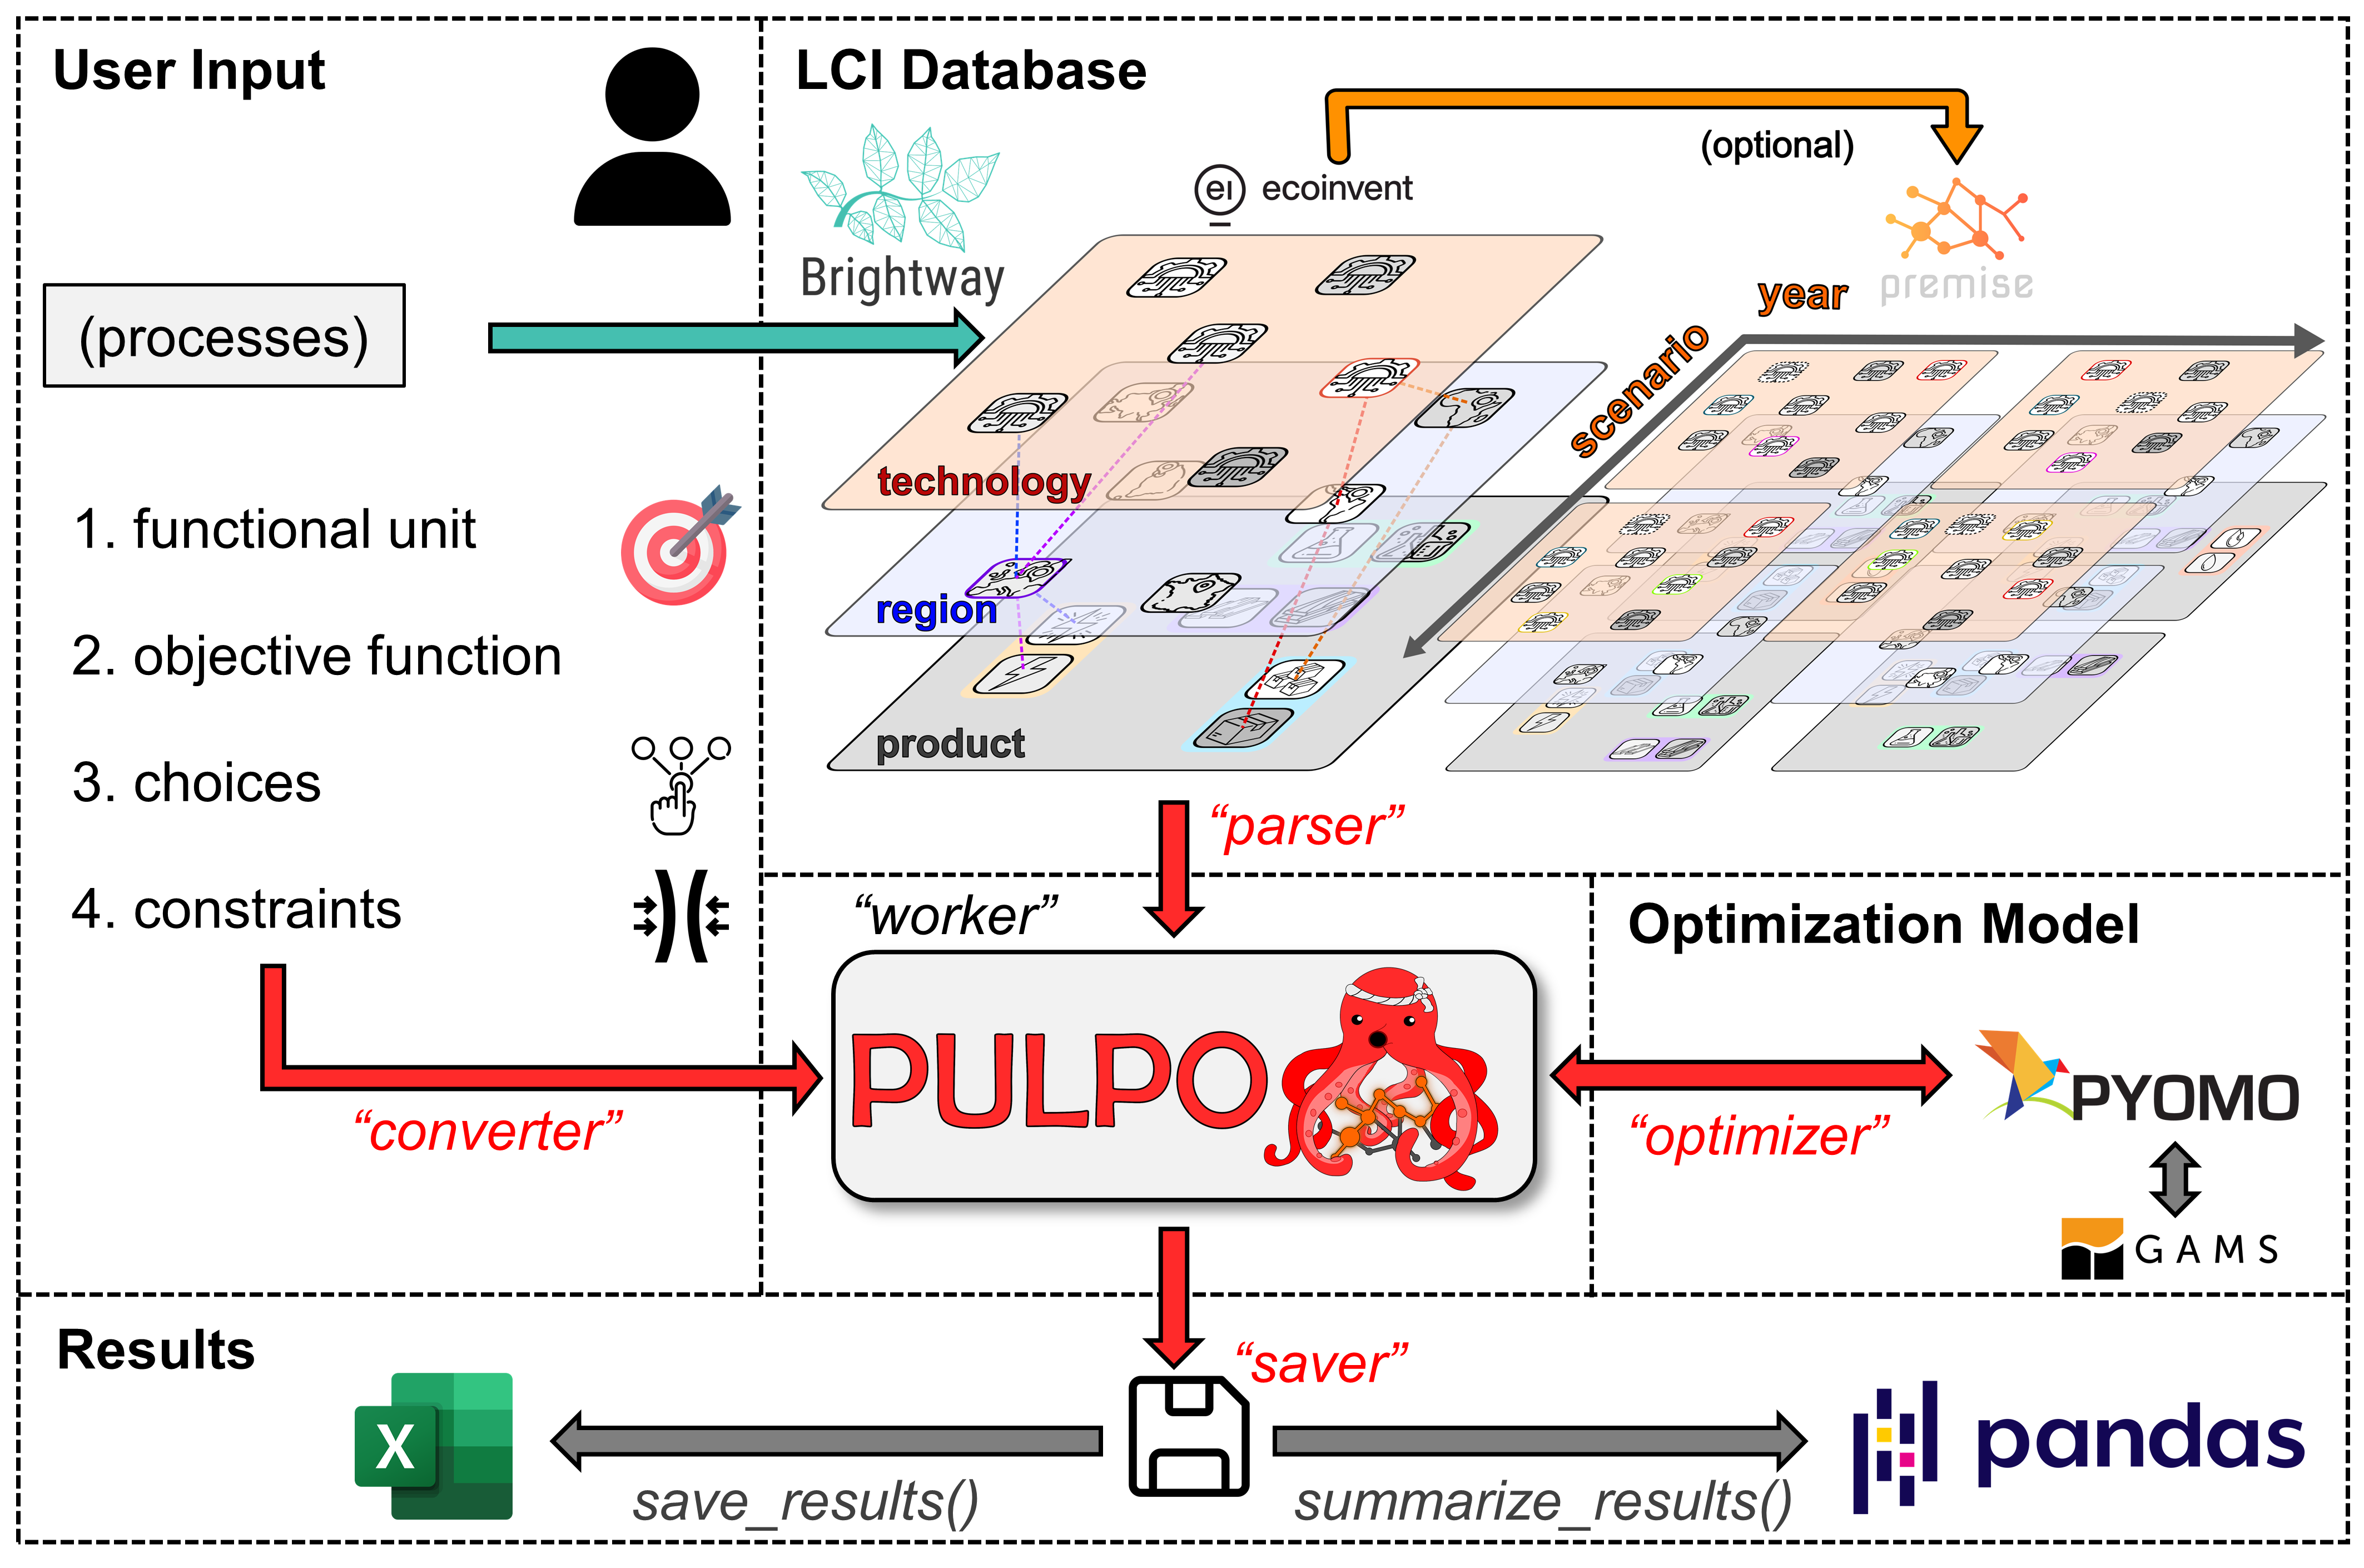 User Input
(processes)
1. functional unit
2. objective function
3. choices
4. constraints
“converter”
LCI Database
Brightway
ei ecoinvent
(optional)
premise
year
scenario
technology
region
product
“parser”
“worker”
PULPO
Optimization Model
“optimizer”
PYOMO
GAMS
Results
“saver”
X
save_results()
summarize_results()
pandas